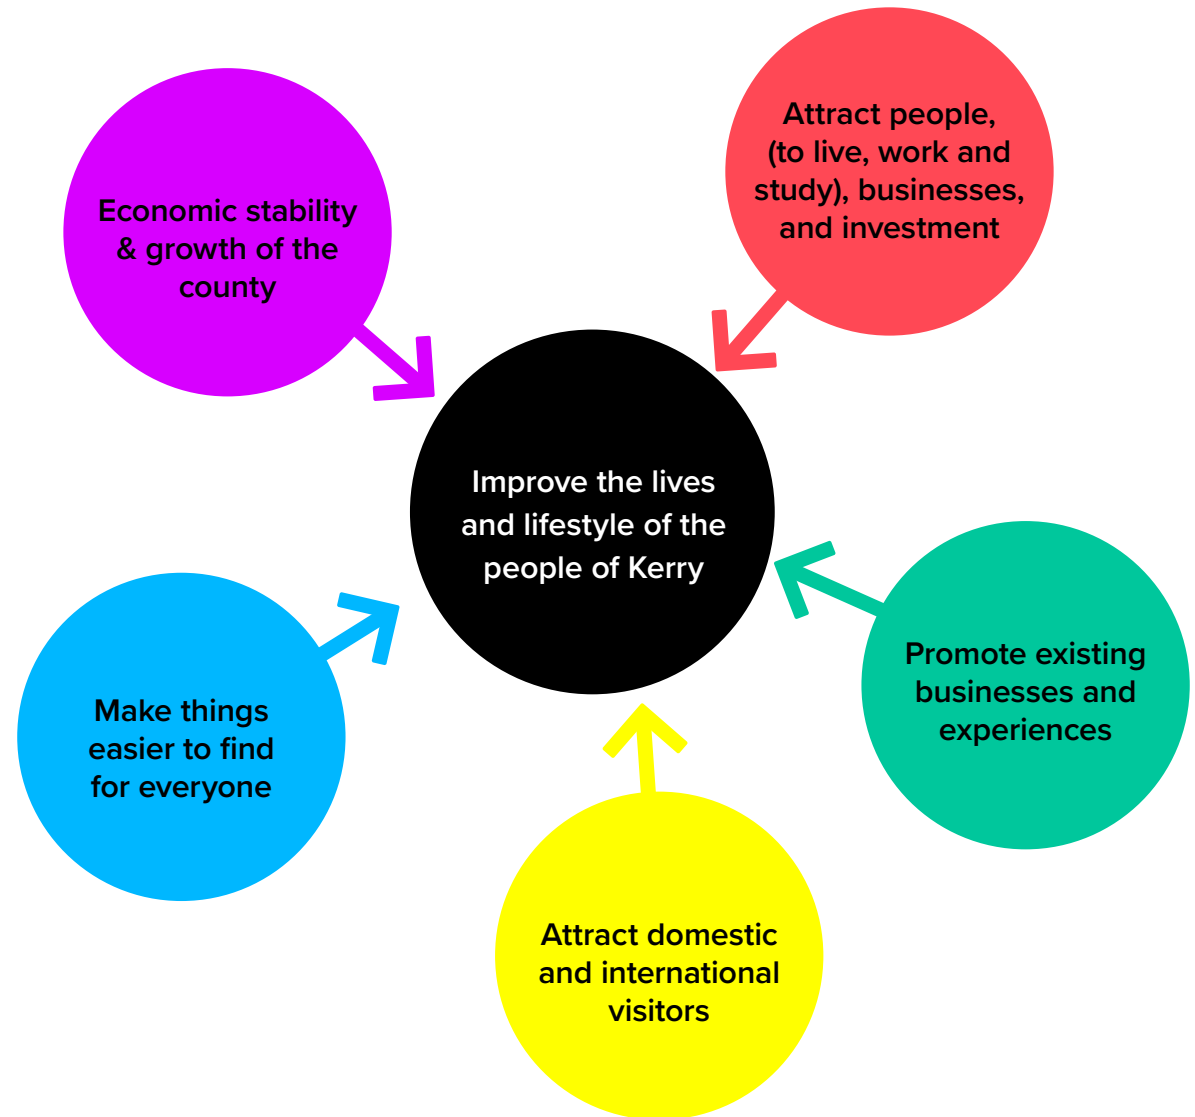 Attract people,
(to live, work and
study), businesses,
and investment
Economic stability
& growth of the
county
Improve the lives
and lifestyle of the
people of Kerry
Promote existing
businesses and
experiences
Make things
easier to find
for everyone
Attract domestic
and international
visitors